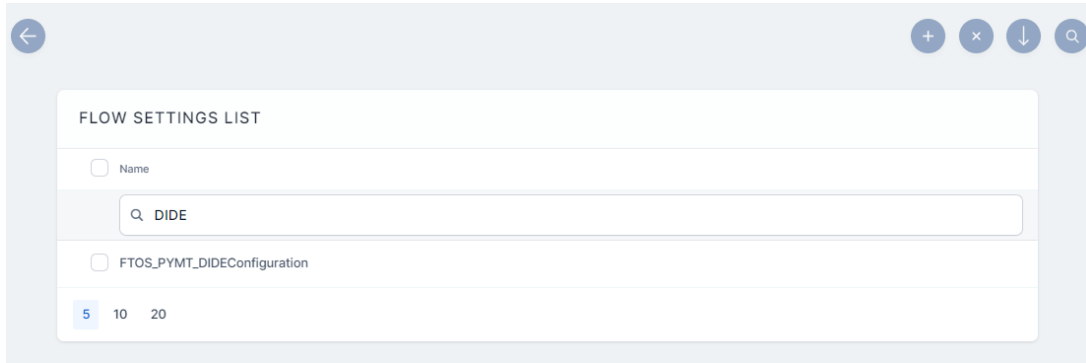 FLOW SETTINGS LIST
Name
DIDE
FTOS_PYMT_DIDEConfiguration
5 10 20